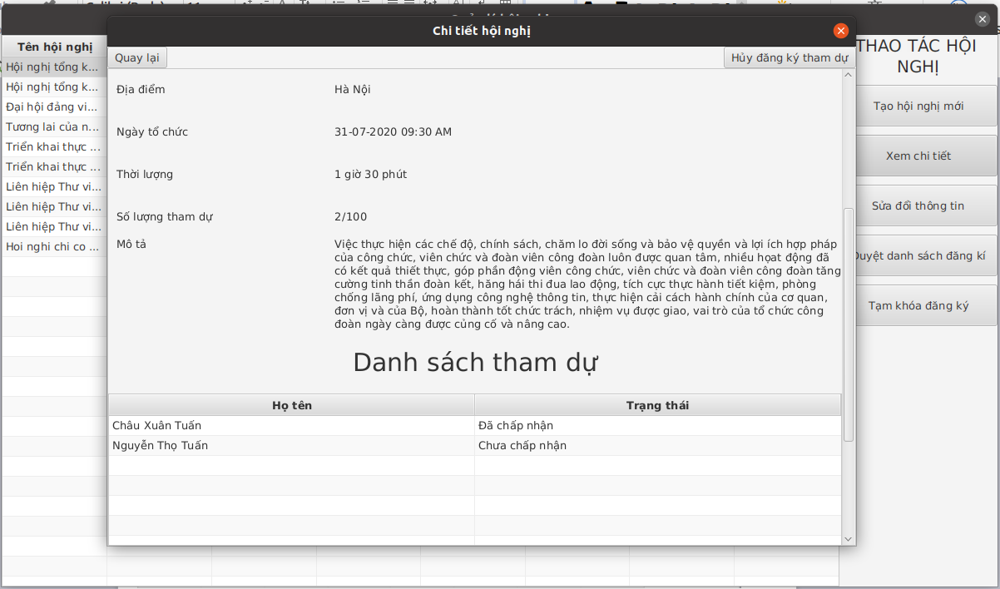 Chi tiết hội nghị
Quay lại
Hủy đăng ký tham dự
Địa điểm
Hà Nội
Ngày tổ chức
31-07-2020 09:30 AM
Thời lượng
1 giờ 30 phút
Số lượng tham dự
2/100
Mô tả
Việc thực hiện các chế độ, chính sách, chăm lo đời sống và bảo vệ quyền và lợi ích hợp pháp
của công chức, viên chức và đoàn viên công đoàn luôn được quan tâm, nhiều hoạt động đã
có kết quả thiết thực, góp phần động viên công chức, viên chức và đoàn viên công đoàn tăng
cường tinh thần đoàn kết, hăng hái thi đua lao động, tích cực thực hành tiết kiệm, phòng
chống lãng phí, ứng dụng công nghệ thông tin, thực hiện cải cách hành chính của cơ quan,
đơn vị và của Bộ, hoàn thành tốt chức trách, nhiệm vụ được giao, vai trò của tổ chức công
đoàn ngày càng được củng cố và nâng cao.
Danh sách tham dự
Họ tên
Trạng thái
Châu Xuân Tuấn
Đã chấp nhận
Nguyễn Thọ Tuấn
Chưa chấp nhận
Tên hội nghị
Hội nghị tổng k...
Hội nghị tổng k...
Đại hội đảng vi...
Tương lai của n...
Triển khai thực ...
Triển khai thực ...
Liên hiệp Thư vi...
Liên hiệp Thư vi...
Liên hiệp Thư vi...
Hoi nghi chi co ...
THAO TÁC HỘI
NGHỊ
Tạo hội nghị mới
Xem chi tiết
Sửa đổi thông tin
Duyệt danh sách đăng kí
Tạm khóa đăng ký